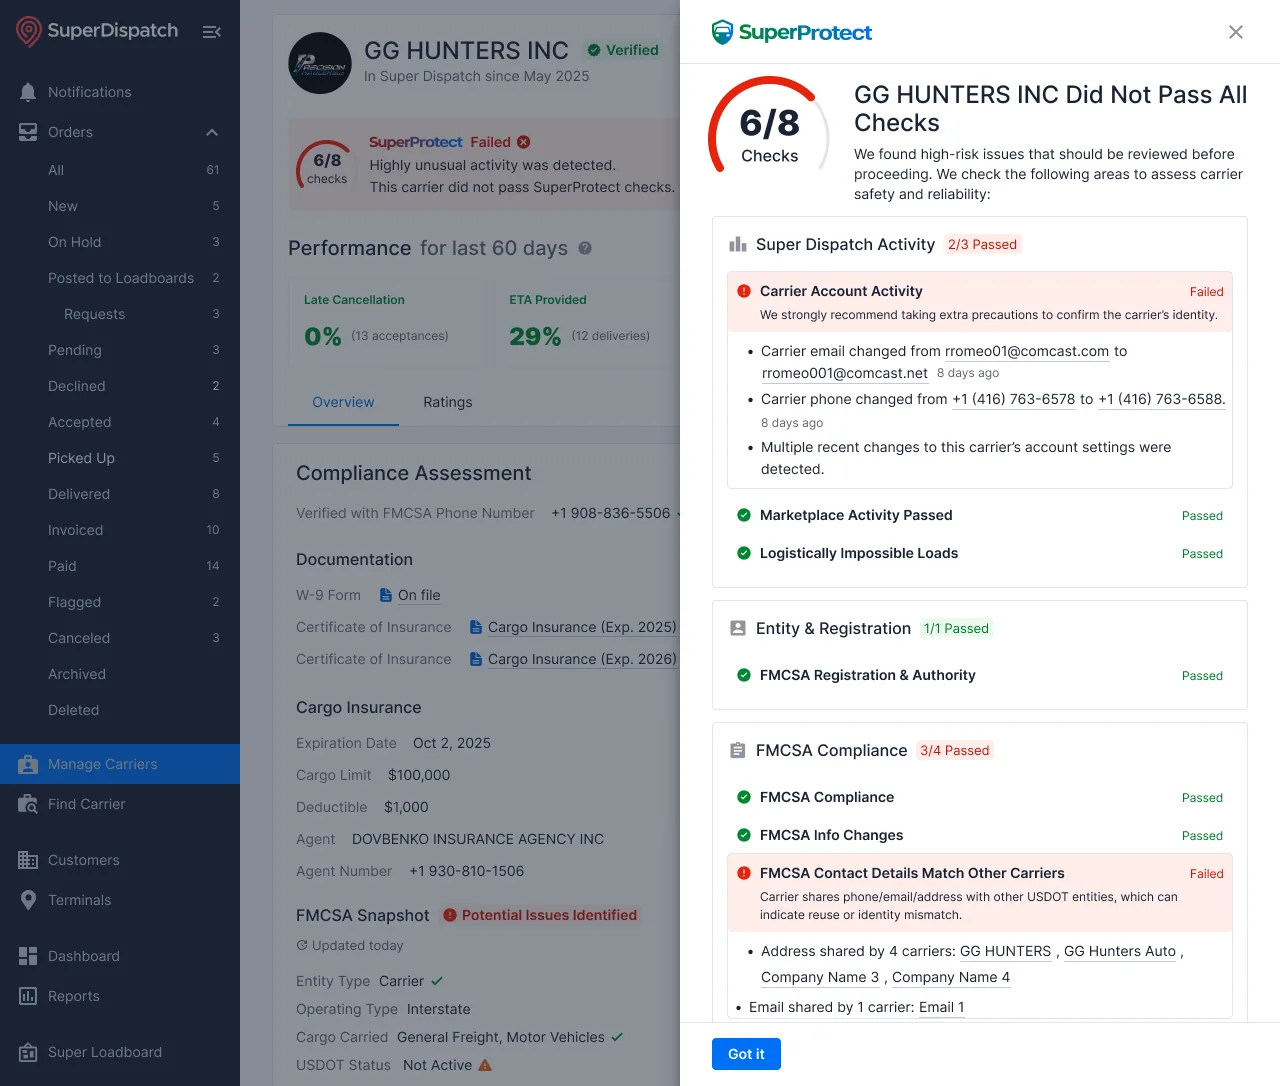 SuperDispatch
Notifications
Orders
All 61
New 5
On Hold 3
Posted to Loadboards 2
Requests 3
Pending 3
Declined 2
Accepted 4
Picked Up 5
Delivered 8
Invoiced 10
Paid 14
Flagged 2
Canceled 3
Archived
Deleted
Manage Carriers
Find Carrier
Customers
Terminals
Dashboard
Reports
Super Loadboard
PRECISION
GG HUNTERS INC Verified
In Super Dispatch since May 2025
6/8
checks
SuperProtect Failed
Highly unusual activity was detected.
This carrier did not pass SuperProtect checks.
Performance for last 60 days ?
Late Cancellation
0% (13 acceptances)
ETA Provided
29% (12 deliveries)
Overview Ratings
Compliance Assessment
Verified with FMCSA Phone Number +1 908-836-5506
Documentation
W-9 Form On file
Certificate of Insurance Cargo Insurance (Exp. 2025)
Certificate of Insurance Cargo Insurance (Exp. 2026)
Cargo Insurance
Expiration Date Oct 2, 2025
Cargo Limit $100,000
Deductible $1,000
Agent DOVBENKO INSURANCE AGENCY INC
Agent Number +1 930-810-1506
FMCSA Snapshot Potential Issues Identified
Updated today
Entity Type Carrier
Operating Type Interstate
Cargo Carried General Freight, Motor Vehicles
USDOT Status Not Active
SuperProtect
6/8
Checks
GG HUNTERS INC Did Not Pass All
Checks
We found high-risk issues that should be reviewed before
proceeding. We check the following areas to assess carrier
safety and reliability:
Super Dispatch Activity 2/3 Passed
Carrier Account Activity Failed
We strongly recommend taking extra precautions to confirm the carrier's identity.
• Carrier email changed from rromeo01@comcast.com to
rromeo001@comcast.net 8 days ago
• Carrier phone changed from +1 (416) 763-6578 to +1 (416) 763-6588.
8 days ago
• Multiple recent changes to this carrier's account settings were
detected.
Marketplace Activity Passed Passed
Logistically Impossible Loads Passed
Entity & Registration 1/1 Passed
FMCSA Registration & Authority Passed
FMCSA Compliance 3/4 Passed
FMCSA Compliance Passed
FMCSA Info Changes Passed
FMCSA Contact Details Match Other Carriers Failed
Carrier shares phone/email/address with other USDOT entities, which can
indicate reuse or identity mismatch.
• Address shared by 4 carriers: GG HUNTERS , GG Hunters Auto ,
Company Name 3 , Company Name 4
• Email shared by 1 carrier: Email 1
Got it